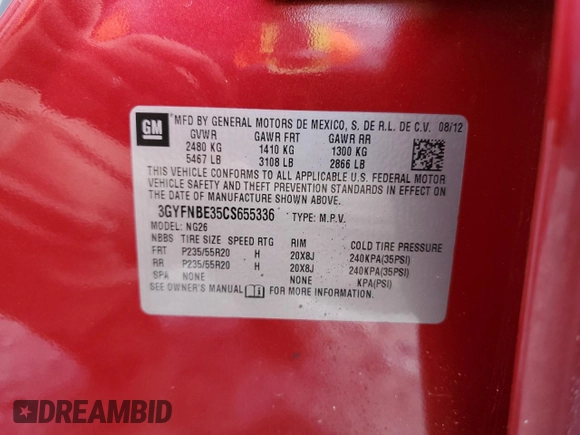 GM MFD BY GENERAL MOTORS DE MEXICO, S. DE R.L. DE C.V. 08/12
GVWR GAWR FRT GAWR RR
2480 KG 1410 KG 1300 KG
5467 LB 3108 LB 2866 LB
THIS VEHICLE CONFORMS TO ALL APPLICABLE U.S. FEDERAL MOTOR
VEHICLE SAFETY AND THEFT PREVENTION STANDARDS IN EFFECT ON
THE DATE OF MANUFACTURE SHOWN ABOVE.
3GYFNBE35CS655336 TYPE: M.P.V.
MODEL: NG26
NBBS TIRE SIZE SPEED RTG RIM COLD TIRE PRESSURE
FRT P235/55R20 H 20X8J 240KPA(35PSI)
RR P235/55R20 H 20X8J 240KPA(35PSI)
SPA NONE NONE KPA(PSI)
SEE OWNER'S MANUAL FOR MORE INFORMATION.
DREAMBID